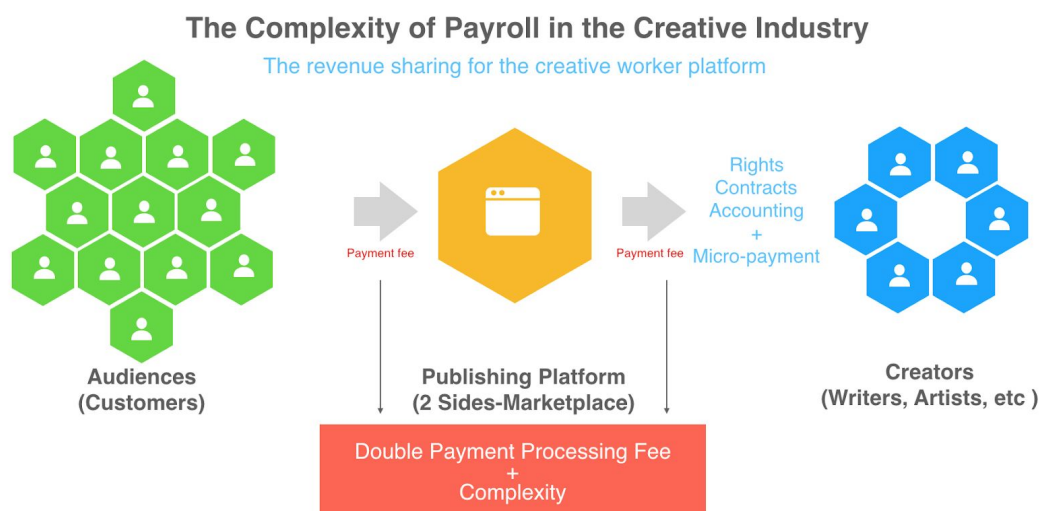 The Complexity of Payroll in the Creative Industry
The revenue sharing for the creative worker platform
Payment fee
Payment fee
Rights
Contracts
Accounting
+
Micro-payment
Audiences
(Customers)
Publishing Platform
(2 Sides-Marketplace)
Creators
(Writers, Artists, etc )
Double Payment Processing Fee
+
Complexity